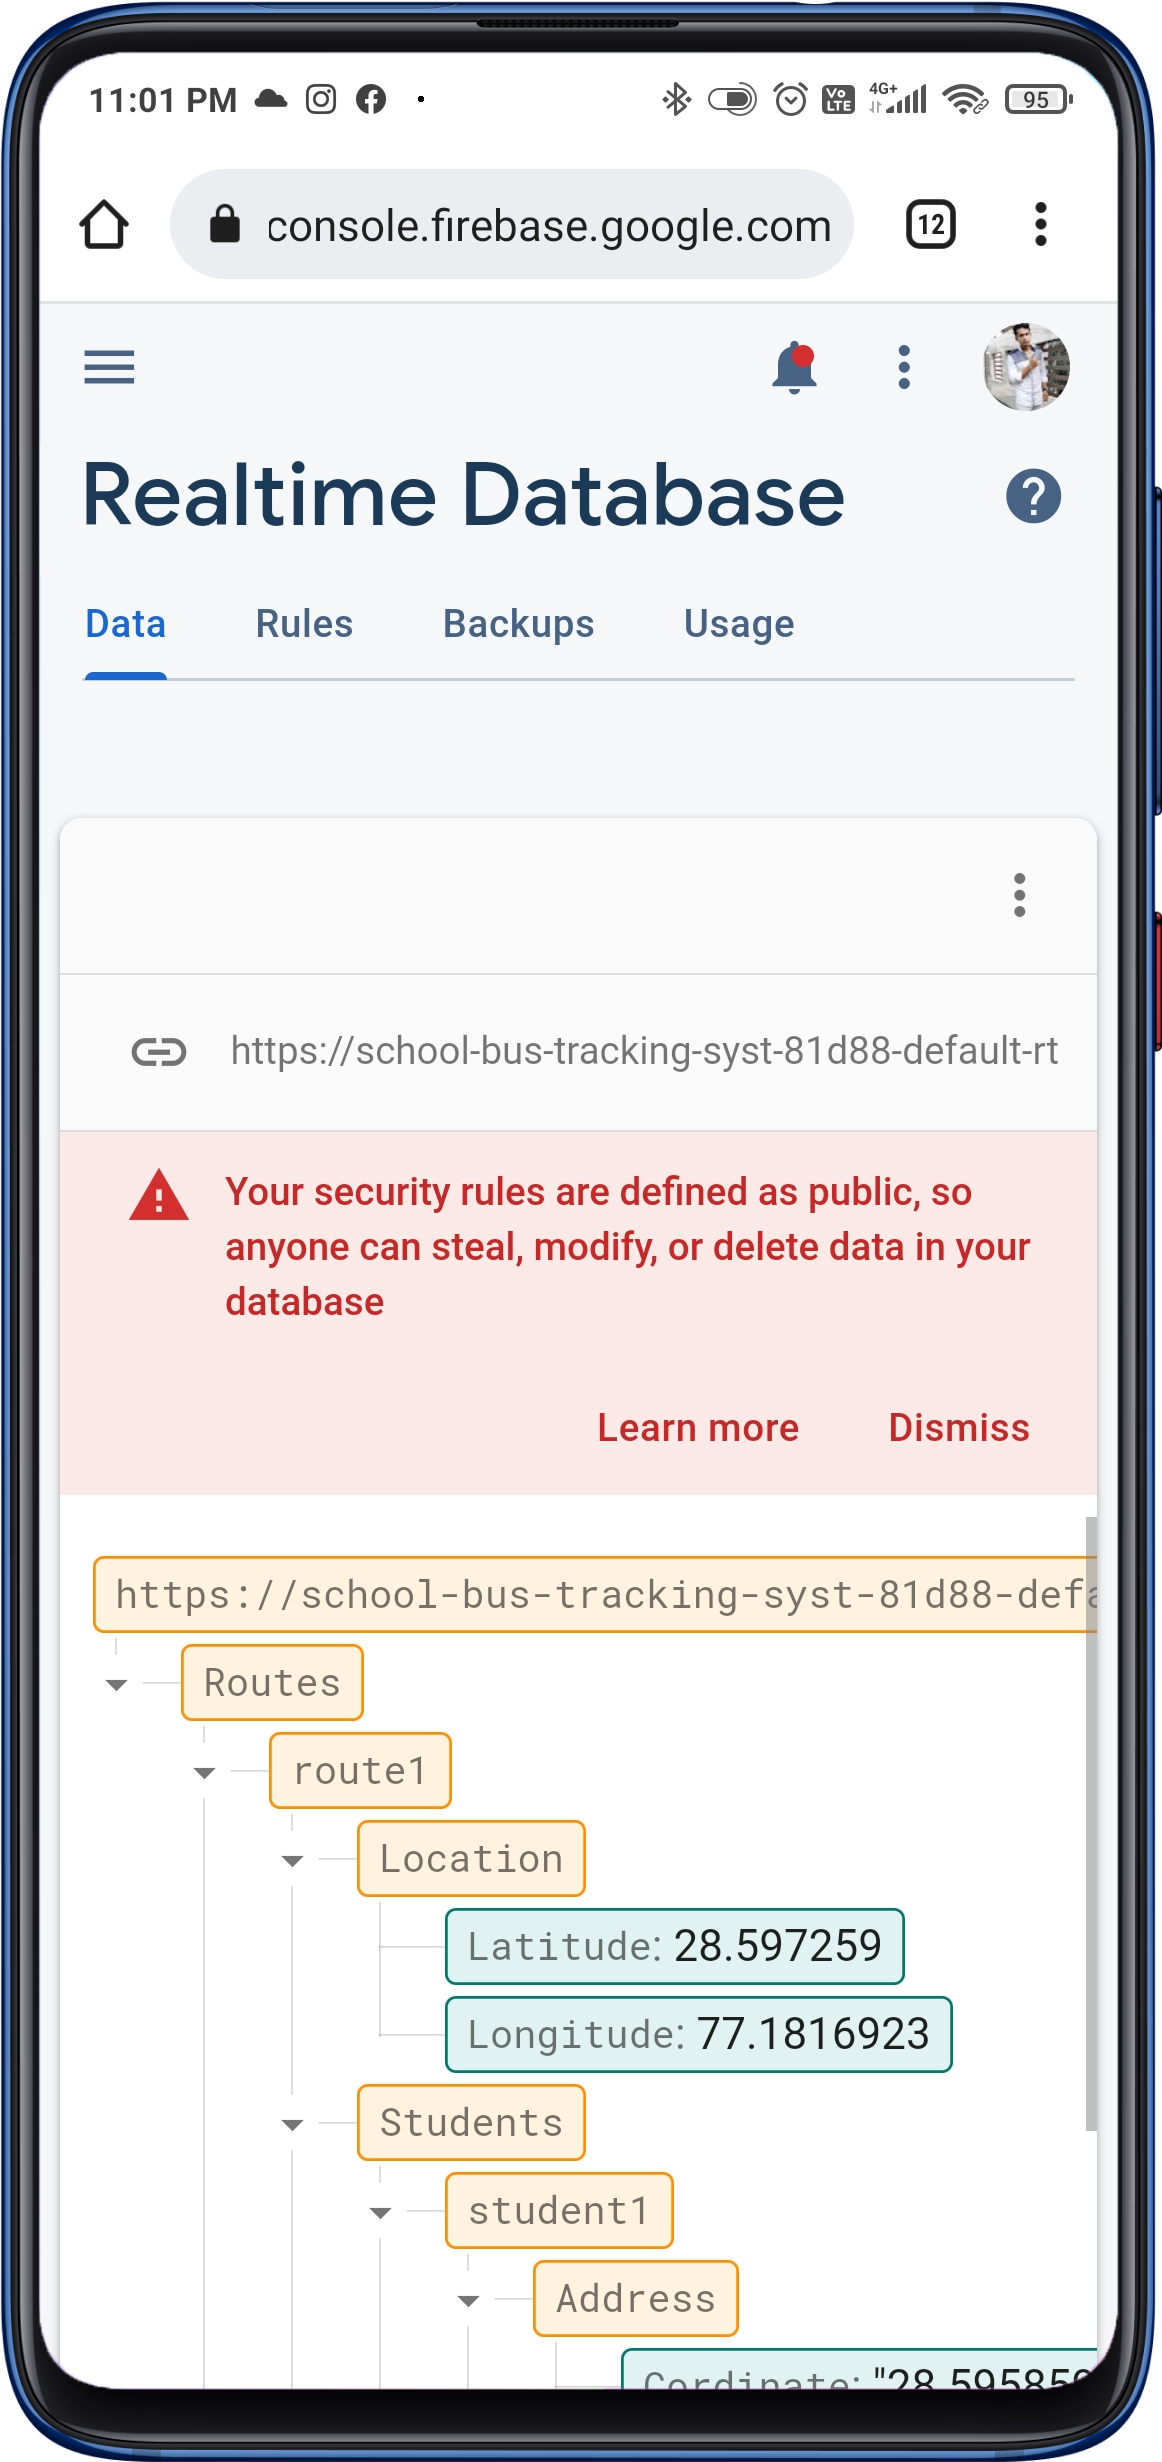 11:01 PM
Vo LTE
4G+
95
console.firebase.google.com
12
Realtime Database
?
Data Rules Backups Usage
https://school-bus-tracking-syst-81d88-default-rt
Your security rules are defined as public, so
anyone can steal, modify, or delete data in your
database
Learn more Dismiss
https://school-bus-tracking-syst-81d88-defa
Routes
route1
Location
Latitude: 28.597259
Longitude: 77.1816923
Students
student1
Address
Cordinate: "28.595859